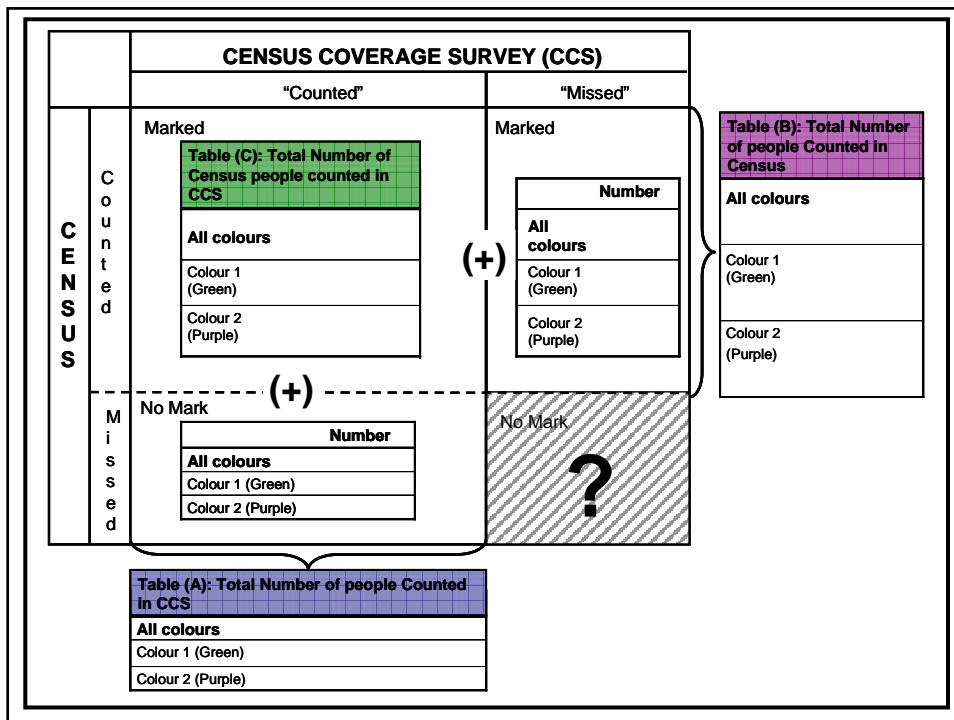 CENSUS COVERAGE SURVEY (CCS)
“Counted”
“Missed”
CENSUS
Counted
Marked
Table (C): Total Number of
Census people counted in
CCS
All colours
Colour 1
(Green)
Colour 2
(Purple)
(+)
Marked
Number
All
colours
Colour 1
(Green)
Colour 2
(Purple)
Table (B): Total Number
of people Counted in
Census
All colours
Colour 1
(Green)
Colour 2
(Purple)
(+)
Missed
No Mark
Number
All colours
Colour 1 (Green)
Colour 2 (Purple)
No Mark
?
Table (A): Total Number of people Counted
in CCS
All colours
Colour 1 (Green)
Colour 2 (Purple)